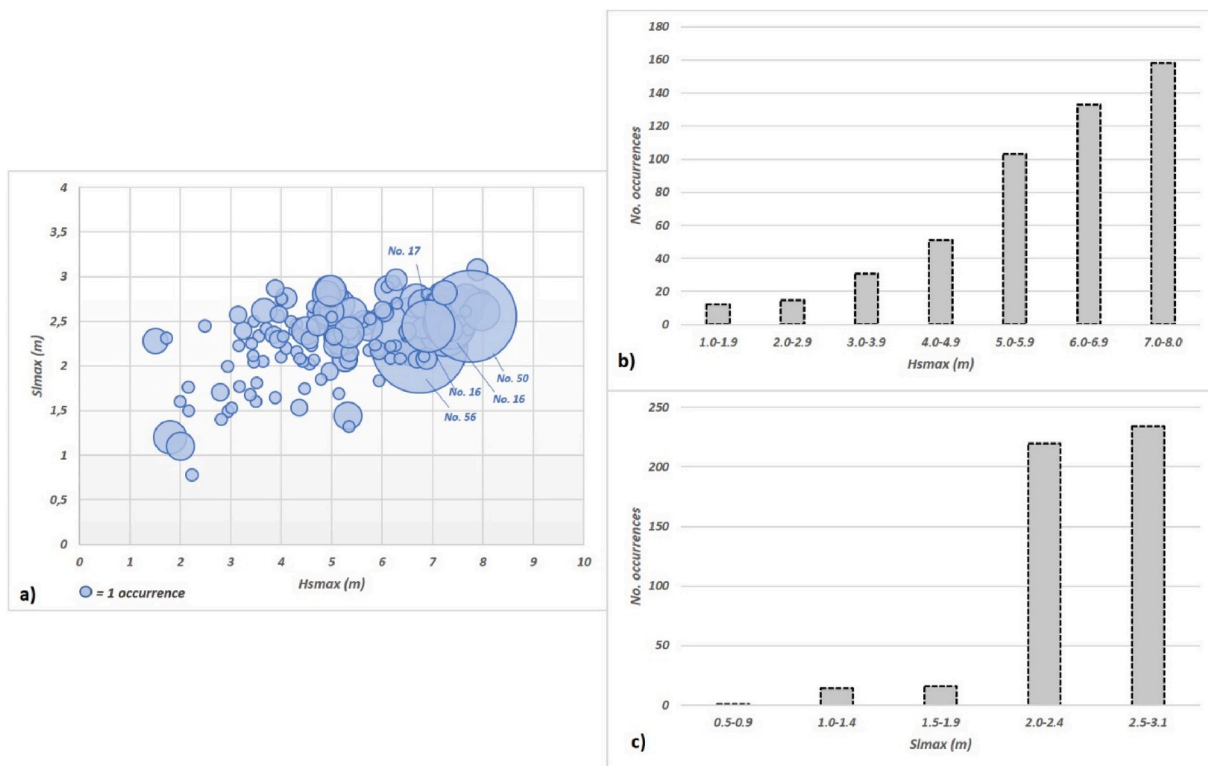 4
3,5
3
2,5
2
1,5
1
0,5
0
Slmax (m)
No. 17
No. 50
No. 16
No. 16
No. 56
0 1 2 3 4 5 6 7 8 9 10
Hsmax (m)
= 1 occurrence
a)
180
160
140
120
100
80
60
40
20
0
No. occurrences
1.0-1.9 2.0-2.9 3.0-3.9 4.0-4.9 5.0-5.9 6.0-6.9 7.0-8.0
Hsmax (m)
b)
250
200
150
100
50
0
No. occurrences
0.5-0.9 1.0-1.4 1.5-1.9 2.0-2.4 2.5-3.1
Slmax (m)
c)